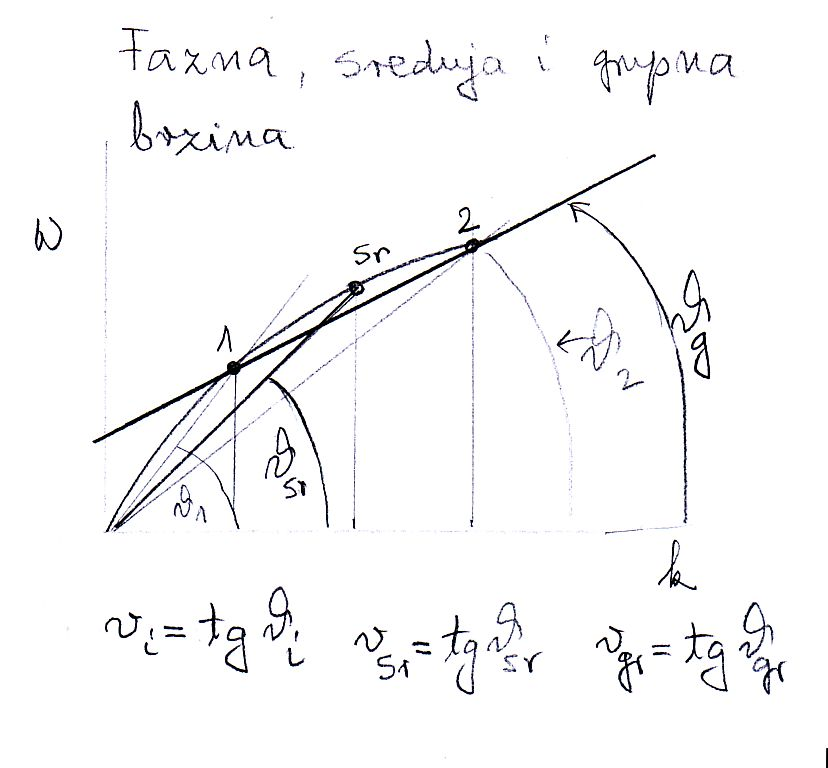 Fazna, srednja i grupna
brzina
ω
2
Sr
1
ϑg
ϑ2
ϑsr
ϑ1
k
vi = tg ϑi   vsr = tg ϑsr   vgr = tg ϑgr